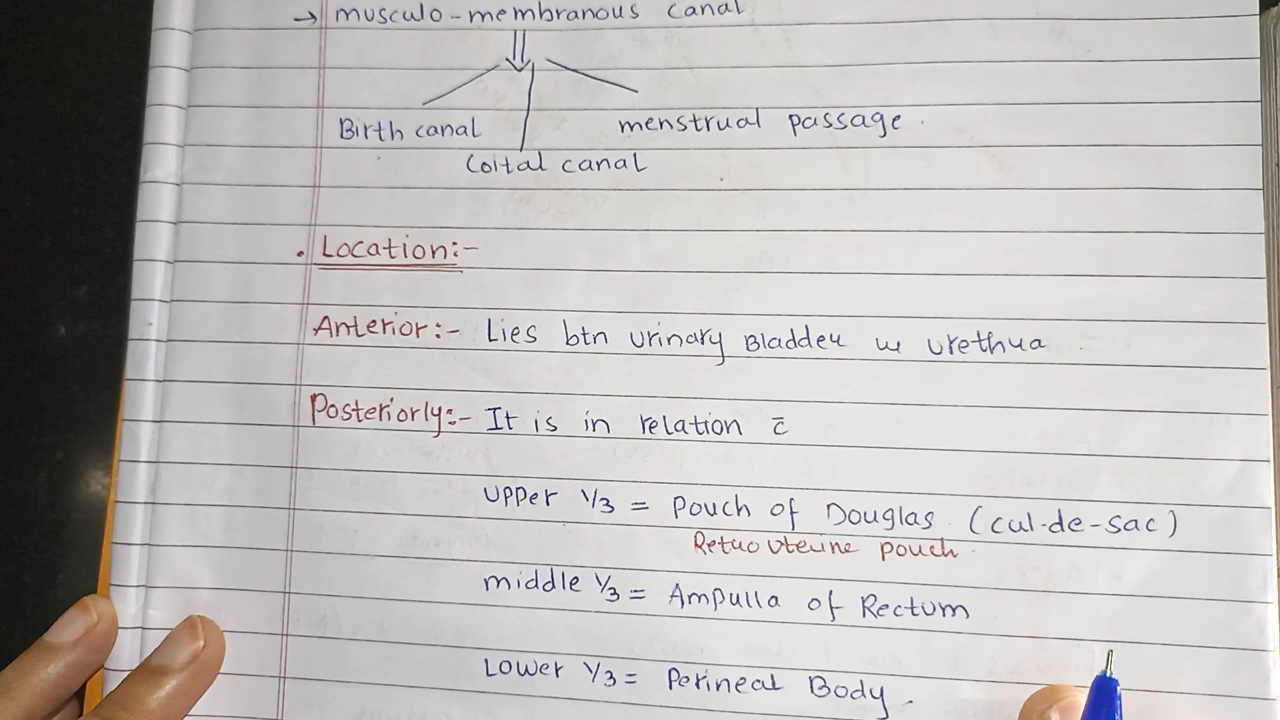 → musculo-membranous canal
Birth canal
menstrual passage.
Coital canal
• Location:-
Anterior:- Lies btn urinary Bladder & urethra
Posteriorly:- It is in relation c̄
Upper 1/3 = Pouch of Douglas. (cul-de-sac)
Retro uterine pouch.
middle 1/3 = Ampulla of Rectum
Lower 1/3 = Perineal Body.